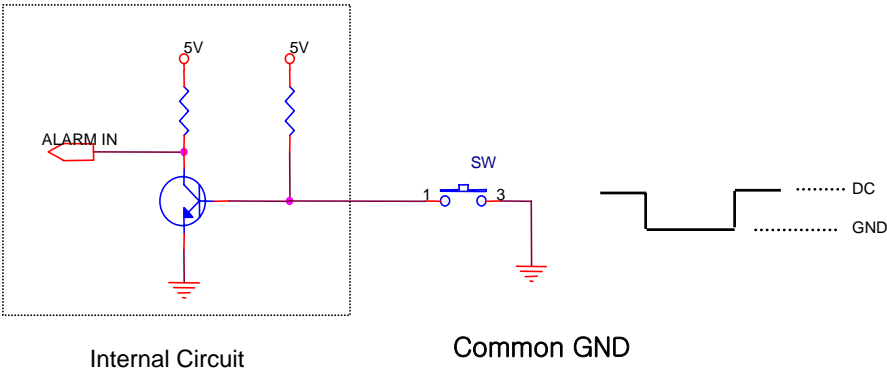 5V
5V
ALARM IN
SW
1
3
DC
GND
Internal Circuit
Common GND